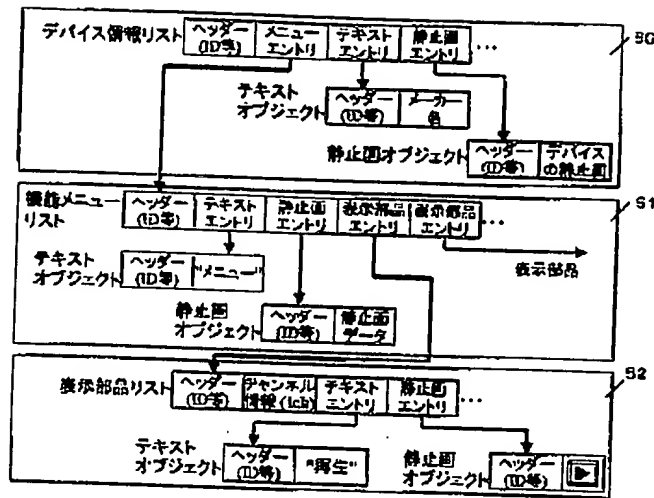 デバイス情報リスト
ヘッダー (ID等)
メニュー エントリ
テキスト エントリ
静止画 エントリ
…
テキスト オブジェクト
ヘッダー (ID等)
メーカー 名
静止画オブジェクト
ヘッダー (ID等)
デバイス の静止画
機能メニュー リスト
ヘッダー (ID等)
テキスト エントリ
静止画 エントリ
表示部品 エントリ
表示部品 エントリ
…
S1
表示部品
テキスト オブジェクト
ヘッダー (ID等)
"メニュー"
静止画 オブジェクト
ヘッダー (ID等)
静止画 データ
表示部品リスト
ヘッダー (ID等)
チャンネル 情報(1ch)
テキスト エントリ
静止画 エントリ
…
S2
テキスト オブジェクト
ヘッダー (ID等)
"再生"
静止画 オブジェクト
ヘッダー (ID等)